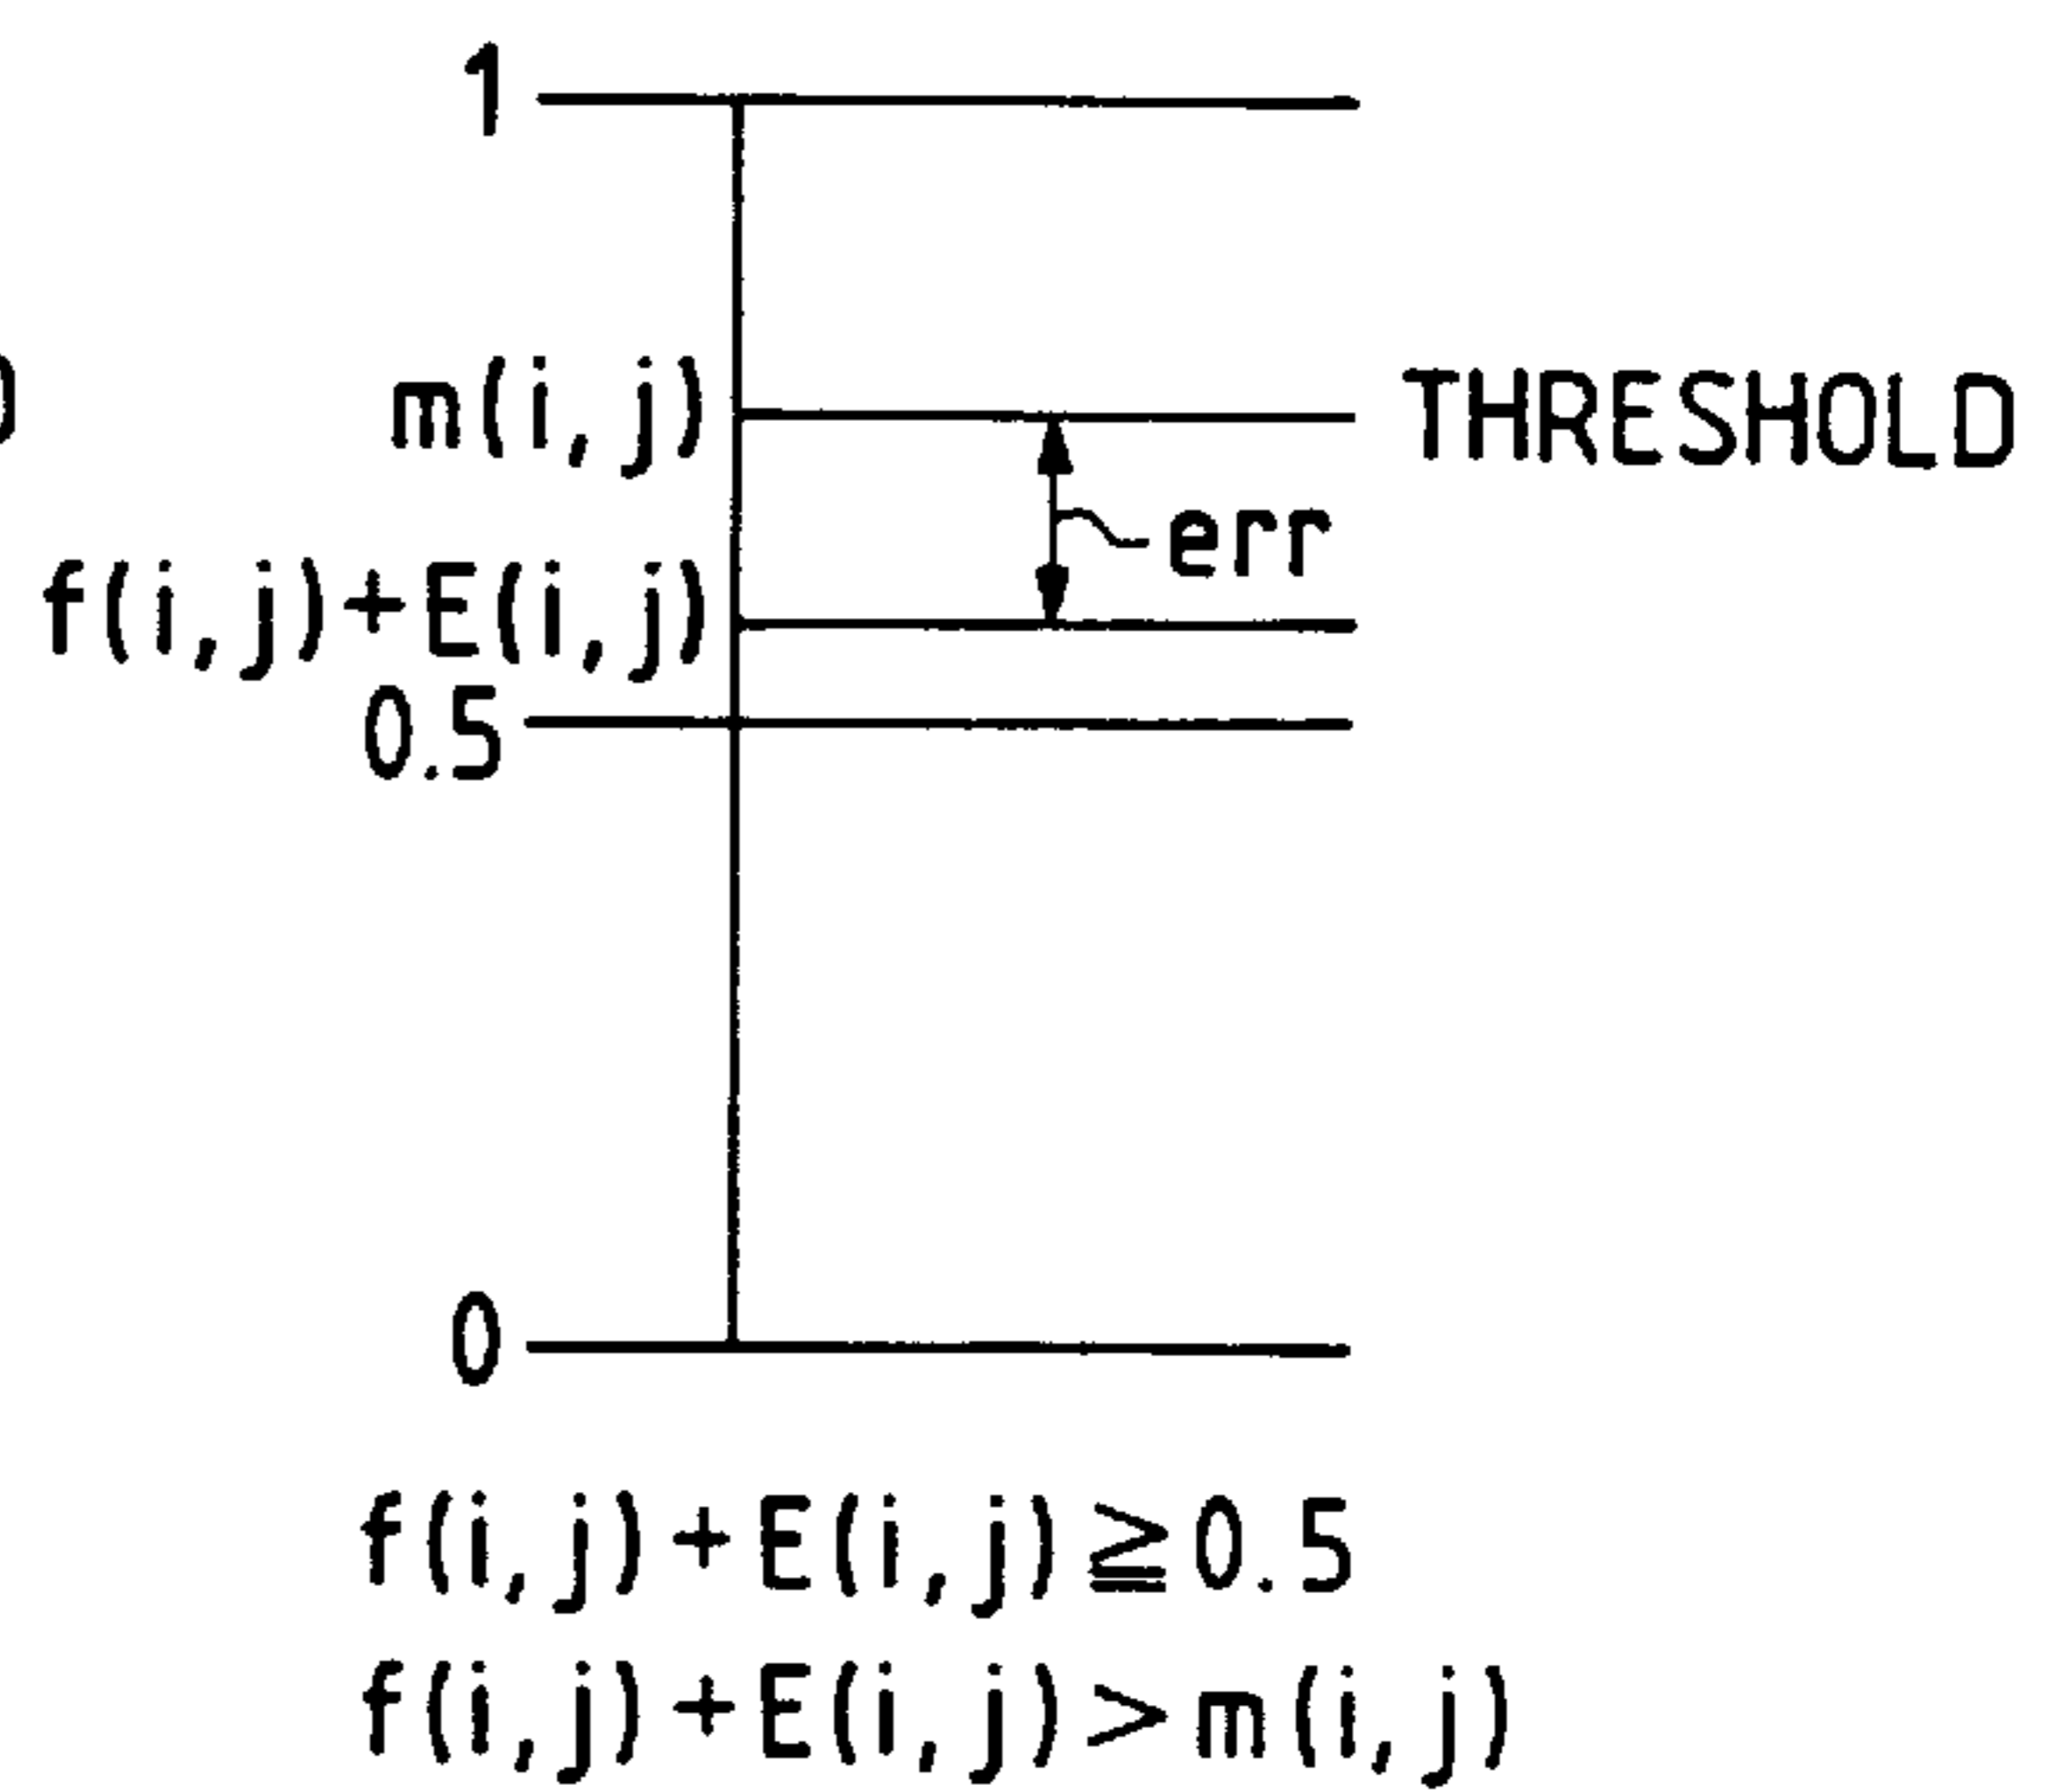 1
m(i,j) THRESHOLD
err
f(i,j)+E(i,j)
0.5
0
f(i,j)+E(i,j)≧0.5
f(i,j)+E(i,j)>m(i,j)